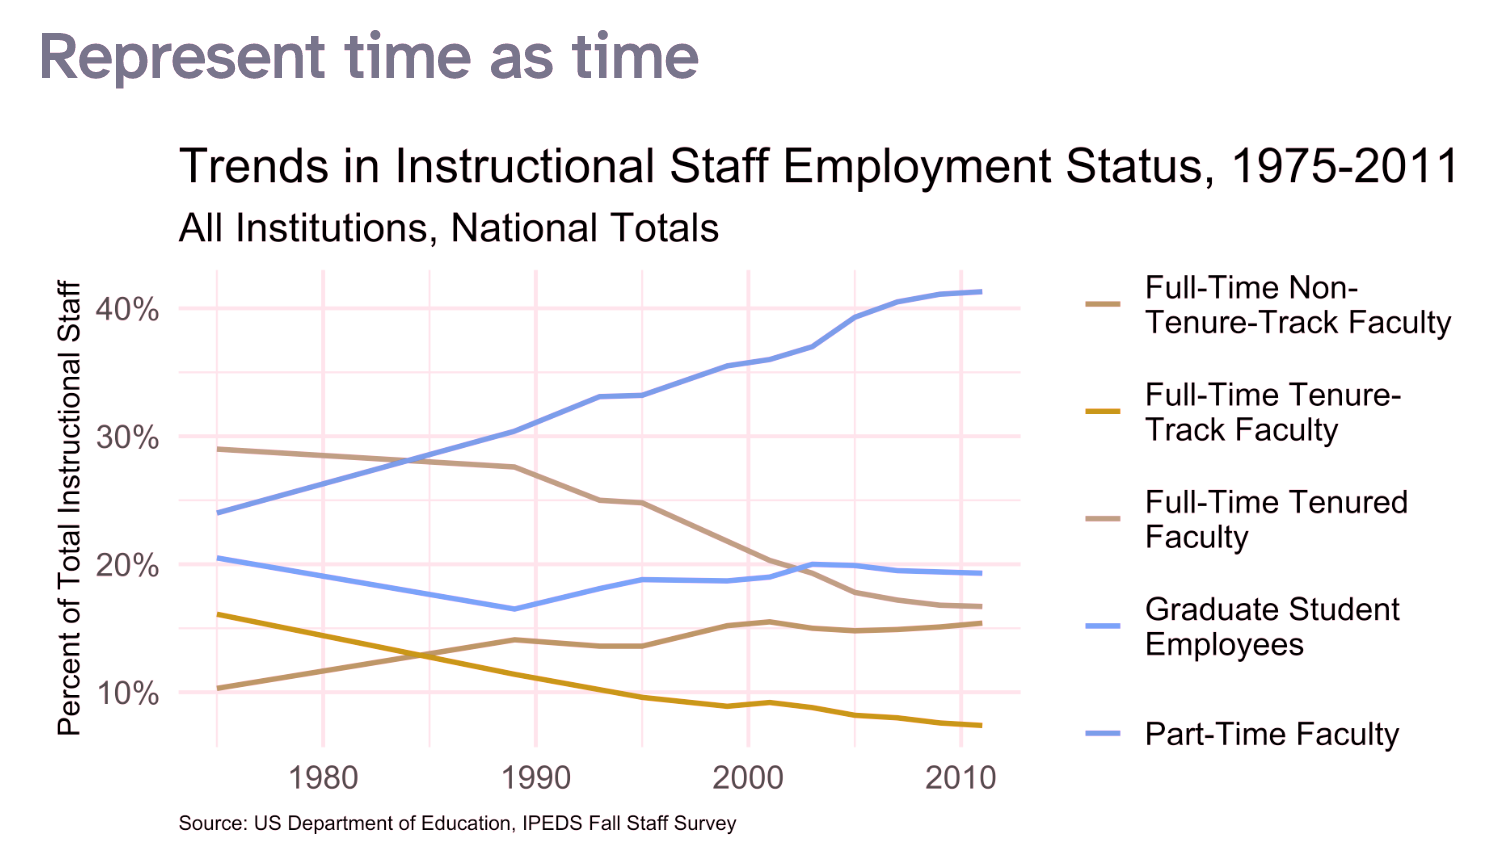 Represent time as time
Trends in Instructional Staff Employment Status, 1975-2011
All Institutions, National Totals
Percent of Total Instructional Staff
40%
30%
20%
10%
1980
1990
2000
2010
Full-Time Non-
Tenure-Track Faculty
Full-Time Tenure-
Track Faculty
Full-Time Tenured
Faculty
Graduate Student
Employees
Part-Time Faculty
Source: US Department of Education, IPEDS Fall Staff Survey